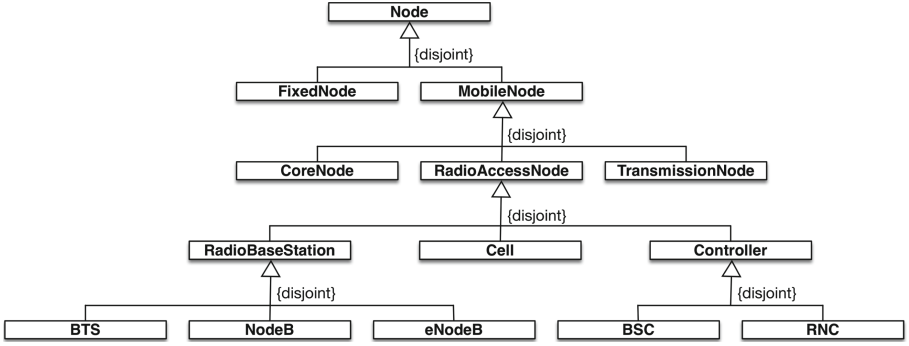 Node
{disjoint}
FixedNode
MobileNode
{disjoint}
CoreNode
RadioAccessNode
TransmissionNode
{disjoint}
RadioBaseStation
Cell
Controller
{disjoint}
{disjoint}
BTS
NodeB
eNodeB
BSC
RNC